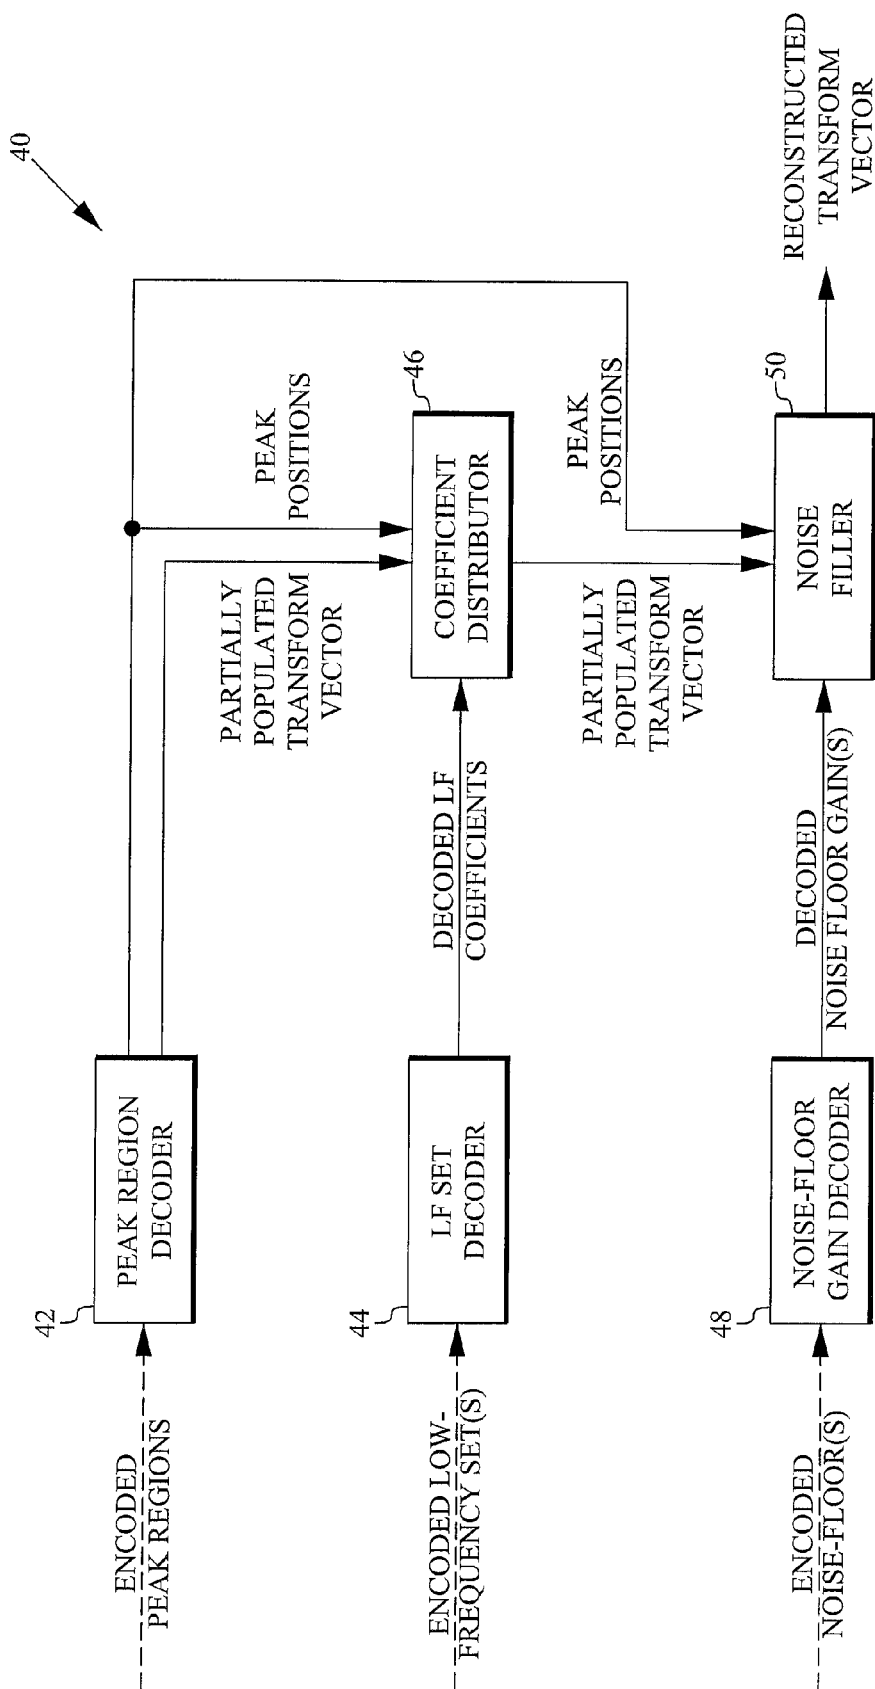 40
ENCODED
PEAK REGIONS
42
PEAK REGION
DECODER
PEAK
POSITIONS
PARTIALLY
POPULATED
TRANSFORM
VECTOR
ENCODED LOW-
FREQUENCY SET(S)
44
LF SET
DECODER
DECODED LF
COEFFICIENTS
46
COEFFICIENT
DISTRIBUTOR
PEAK
POSITIONS
PARTIALLY
POPULATED
TRANSFORM
VECTOR
ENCODED
NOISE-FLOOR(S)
48
NOISE-FLOOR
GAIN DECODER
DECODED
NOISE FLOOR GAIN(S)
50
NOISE
FILLER
RECONSTRUCTED
TRANSFORM
VECTOR